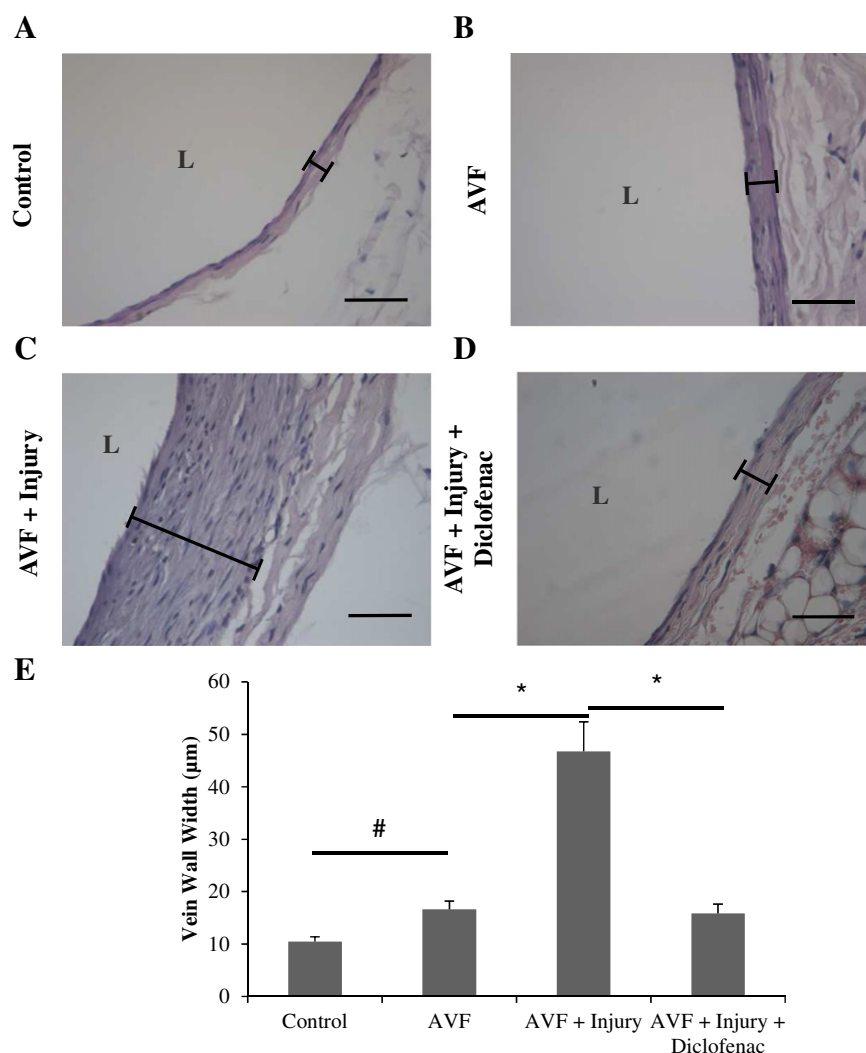 A
B
Control
L
AVF
L
C
D
AVF + Injury
L
AVF + Injury +
Diclofenac
L
E
Vein Wall Width (µm)
60
50
40
30
20
10
0
#
*
*
Control
AVF
AVF + Injury
AVF + Injury +
Diclofenac